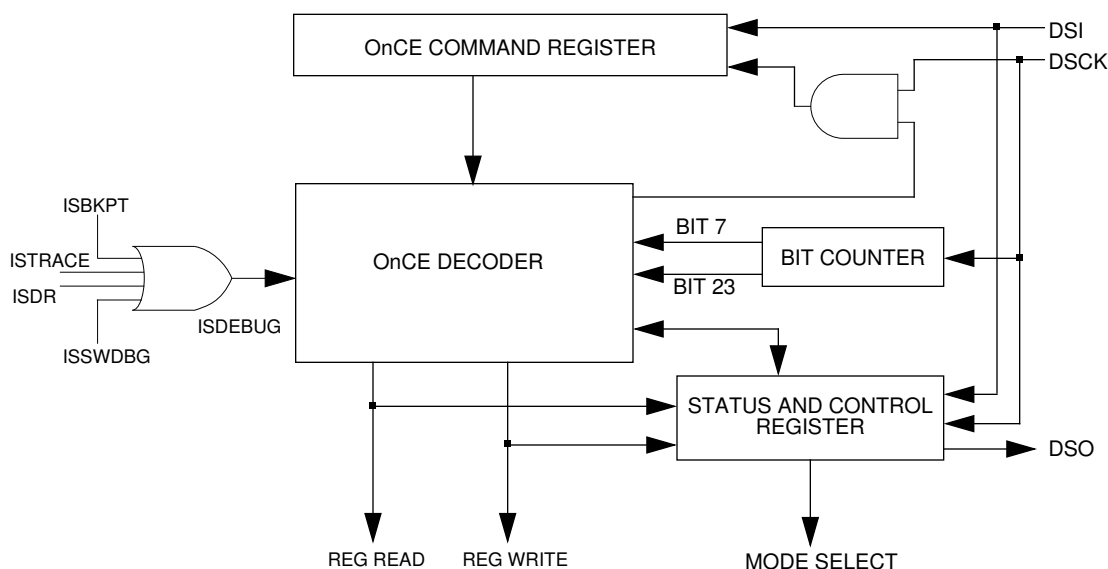 OnCE COMMAND REGISTER
DSI
DSCK
ISBKPT
ISTRACE
ISDR
ISSWDBG
ISDEBUG
OnCE DECODER
BIT 7
BIT 23
BIT COUNTER
STATUS AND CONTROL
REGISTER
DSO
REG READ
REG WRITE
MODE SELECT